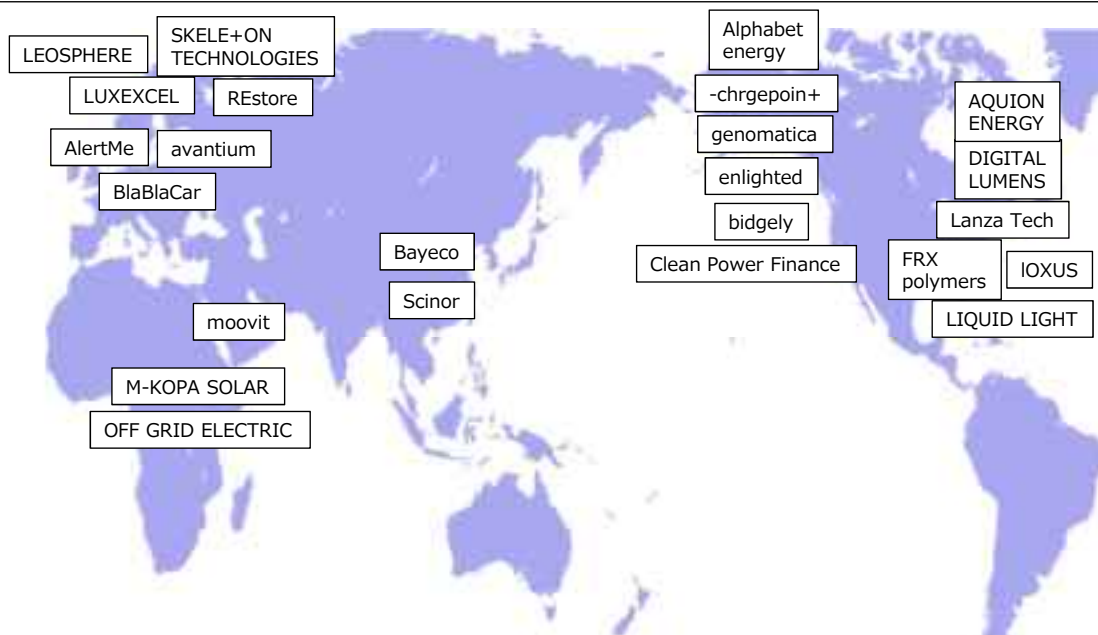 LEOSPHERE
SKELE+ON
TECHNOLOGIES
LUXEXCEL
REstore
AlertMe
avantium
BlaBlaCar
Bayeco
Scinor
moovit
M-KOPA SOLAR
OFF GRID ELECTRIC
Alphabet
energy
-chrgepoin+
genomatica
enlighted
bidgely
Clean Power Finance
AQUION
ENERGY
DIGITAL
LUMENS
Lanza Tech
FRX
polymers
IOXUS
LIQUID LIGHT